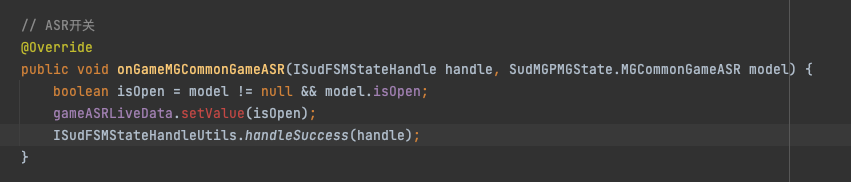 // ASR开关
@Override
public void onGameMGCommonGameASR(ISudFSMStateHandle handle, SudMGPMGState.MGCommonGameASR model) {
boolean isOpen = model != null && model.isOpen;
gameASRLiveData.setValue(isOpen);
ISudFSMStateHandleUtils.handleSuccess(handle);
}